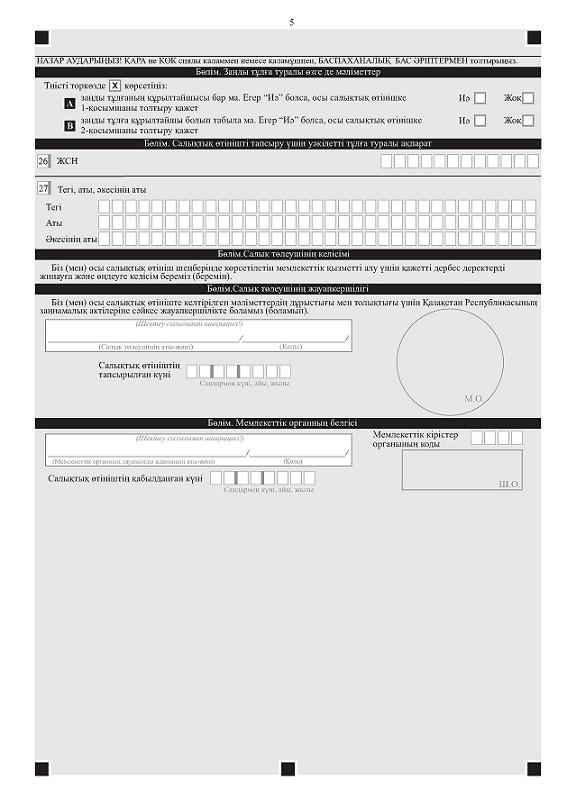 5
НАЗАР АУДАРЫҢЫЗ! ҚАРА не КӨК сиялы қаламмен немесе қаламұшпен, БАСПАХАНАЛЫҚ БАС ӘРІПТЕРМЕН толтырыңыз.
Бөлім. Заңды тұлға туралы өзге де мәліметтер
Тиісті торкөзде X көрсетіңіз:
A заңды тұлғаның құрылтайшысы бар ма. Егер "Иә" болса, осы салықтық өтінішке Иә Жоқ
1-қосымшаны толтыру қажет
B заңды тұлға құрылтайшы болып табыла ма. Егер "Иә" болса, осы салықтық өтінішке Иә Жоқ
2-қосымшаны толтыру қажет
Бөлім. Салықтық өтінішті тапсыру үшін уәкілетті тұлға туралы ақпарат
26 ЖСН
27 Тегі, аты, әкесінің аты
Тегі
Аты
Әкесінің аты
Бөлім.Салық төлеушінің келісімі
Біз (мен) осы салықтық өтініш шеңберінде көрсетілетін мемлекеттік қызметті алу үшін қажетті дербес деректерді
жинауға және өңдеуге келісім береміз (беремін).
Бөлім.Салық төлеушінің жауапкершілігі
Біз (мен) осы салықтық өтінішке келтірілген мәліметтердің дұрыстығы мен толықтығы үшін Қазақстан Республикасының
заңнамалық актілеріне сәйкес жауапкершілікте боламыз (боламын).
(Шектеу сызығынан шықпаңыз!)
/ /
(Салық төлеушінің аты-жөні) (Қолы)
Салықтық өтініштің
тапсырылған күні
Сандармен күні, айы, жылы
М.О.
Бөлім. Мемлекеттік органның белгісі
(Шектеу сызығынан шықпаңыз!)
/ /
(Мемлекеттік органның лауазымды адамының аты-жөні) (Қолы)
Мемлекеттік кірістер
органының коды
Салықтық өтініштің қабылданған күні
Сандармен күні, айы, жылы
Ш.О.